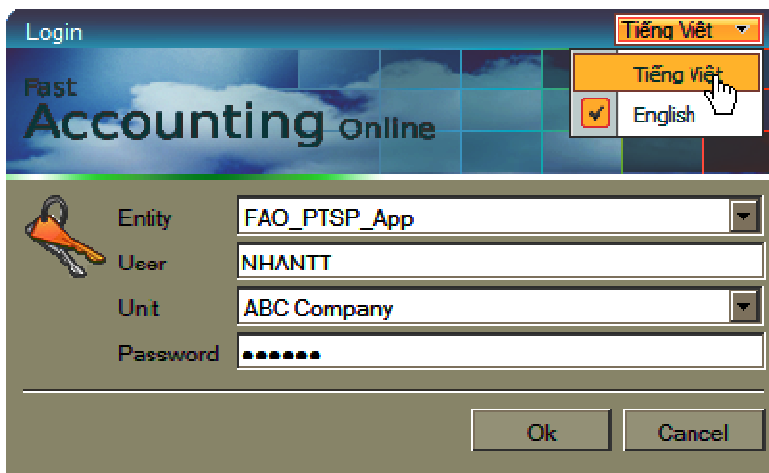 Login
Tiếng Việt
Tiếng Việt
English
Fast
Accounting Online
Entity
FAO_PTSP_App
User
NHANTT
Unit
ABC Company
Password
••••••
Ok
Cancel